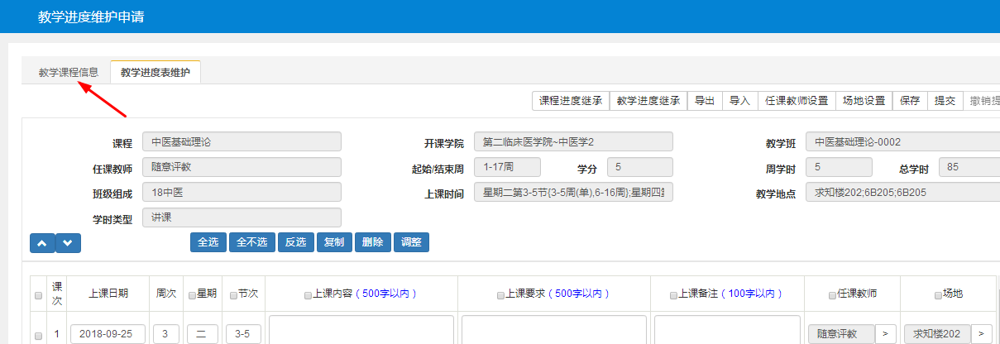 教学进度维护申请
教学课程信息 教学进度表维护
课程进度继承 教学进度继承 导出 导入 任课教师设置 场地设置 保存 提交 撤销提
课程 中医基础理论 开课学院 第二临床医学院~中医学2 教学班 中医基础理论-0002
任课教师 随意评教 起始/结束周 1-17周 学分 5 周学时 5 总学时 85
班级组成 18中医 上课时间 星期二第3-5节{3-5周(单),6-16周};星期四第 教学地点 求知楼202;6B205;6B205
学时类型 讲课
全选 全不选 反选 复制 删除 调整
课次 上课日期 周次 星期 节次 上课内容（500字以内） 上课要求（500字以内） 上课备注（100字以内） 任课教师 场地
1 2018-09-25 3 二 3-5 随意评教 > 求知楼202 >